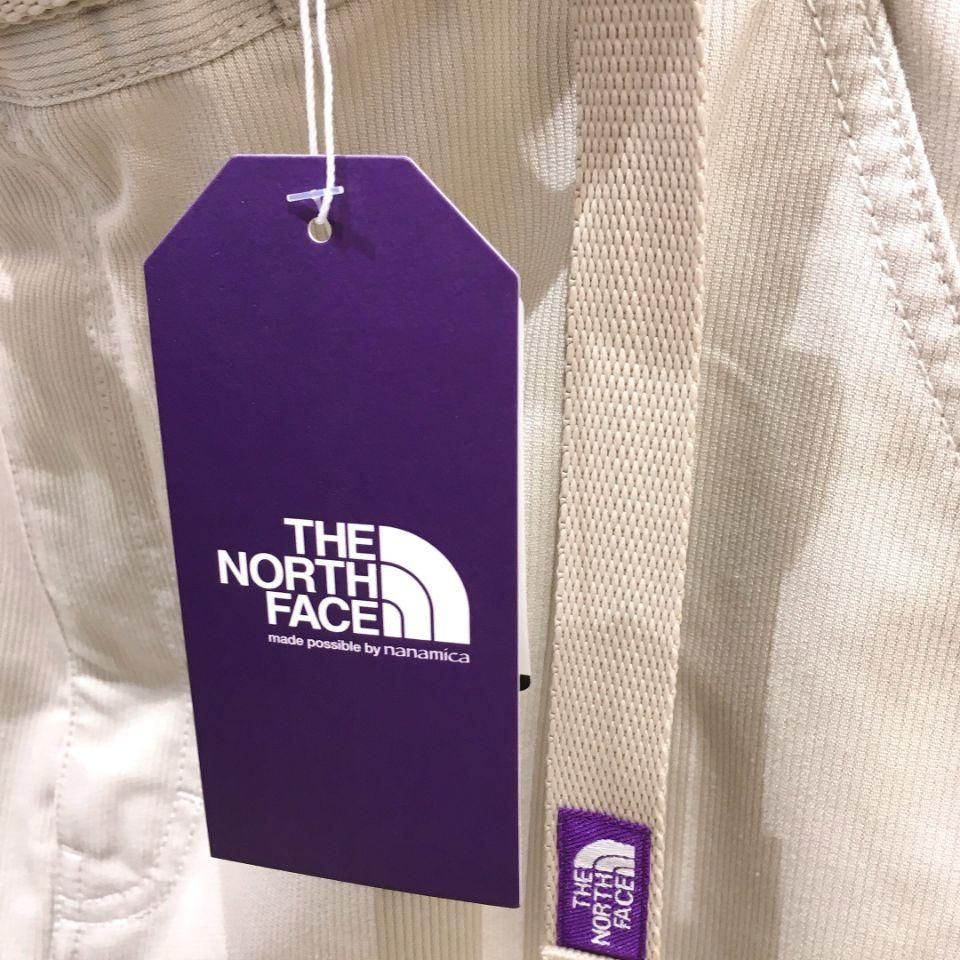 THE
NORTH
FACE
made possible by nanamica
THE
NORTH
FACE